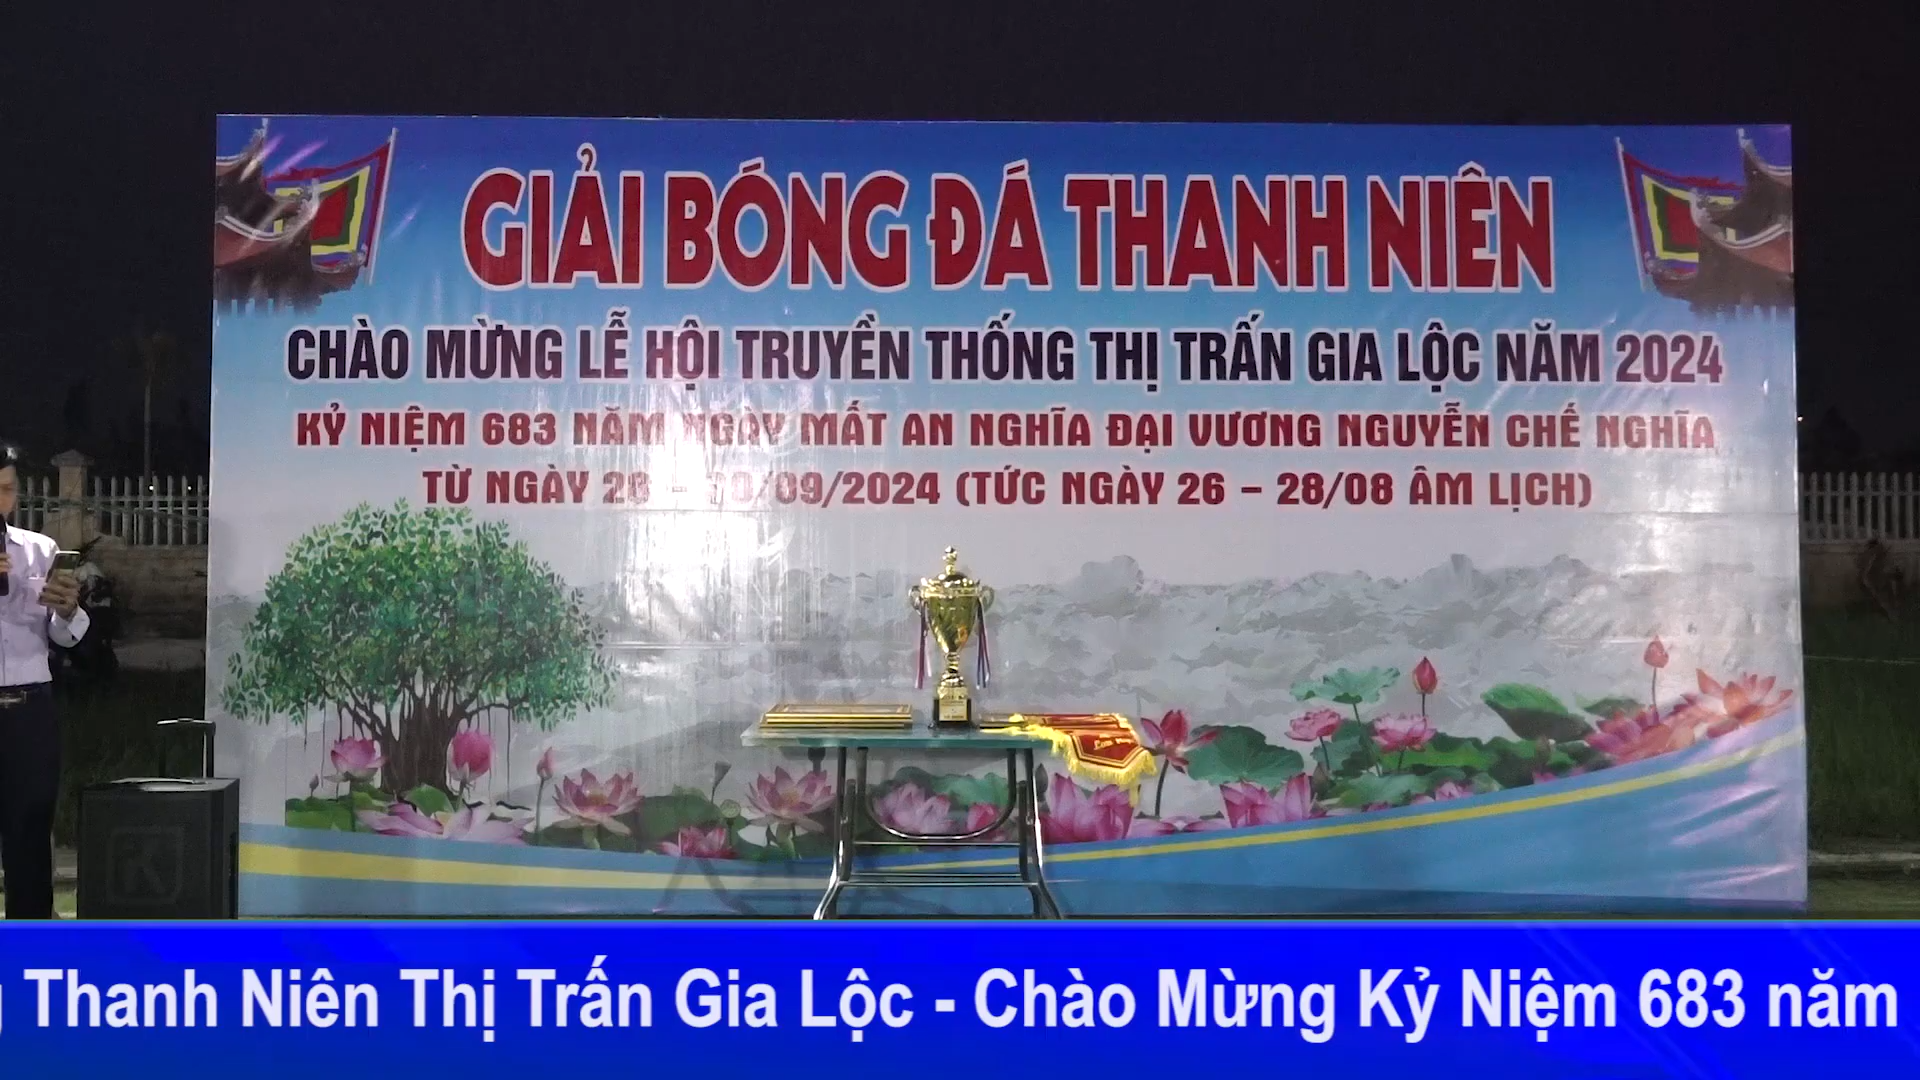 GIẢI BÓNG ĐÁ THANH NIÊN
CHÀO MỪNG LỄ HỘI TRUYỀN THỐNG THỊ TRẤN GIA LỘC NĂM 2024
KỶ NIỆM 683 NĂM NGÀY MẤT AN NGHĨA ĐẠI VƯƠNG NGUYỄN CHẾ NGHĨA
TỪ NGÀY 28 - 30/09/2024 (TỨC NGÀY 26 - 28/08 ÂM LỊCH)
Thanh Niên Thị Trấn Gia Lộc - Chào Mừng Kỷ Niệm 683 năm